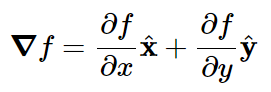 ∇f = ∂f/∂x x̂ + ∂f/∂y ŷ